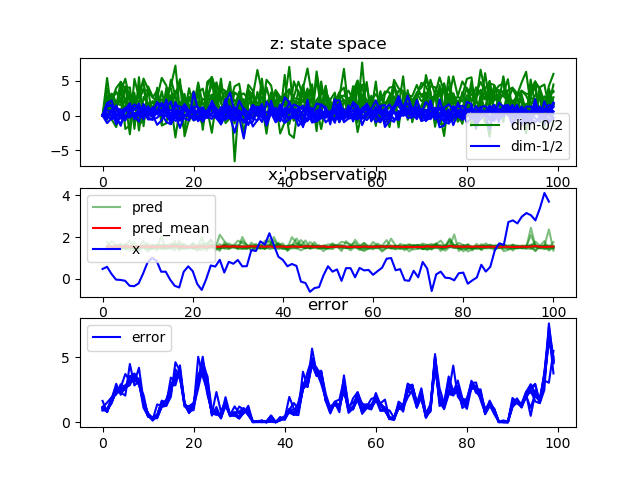 z: state space
5
0
−5
dim-0/2
dim-1/2
0 20 40 60 80 100
x: observation
4
2
0
pred
pred_mean
x
0 20 40 60 80 100
error
5
0
error
0 20 40 60 80 100